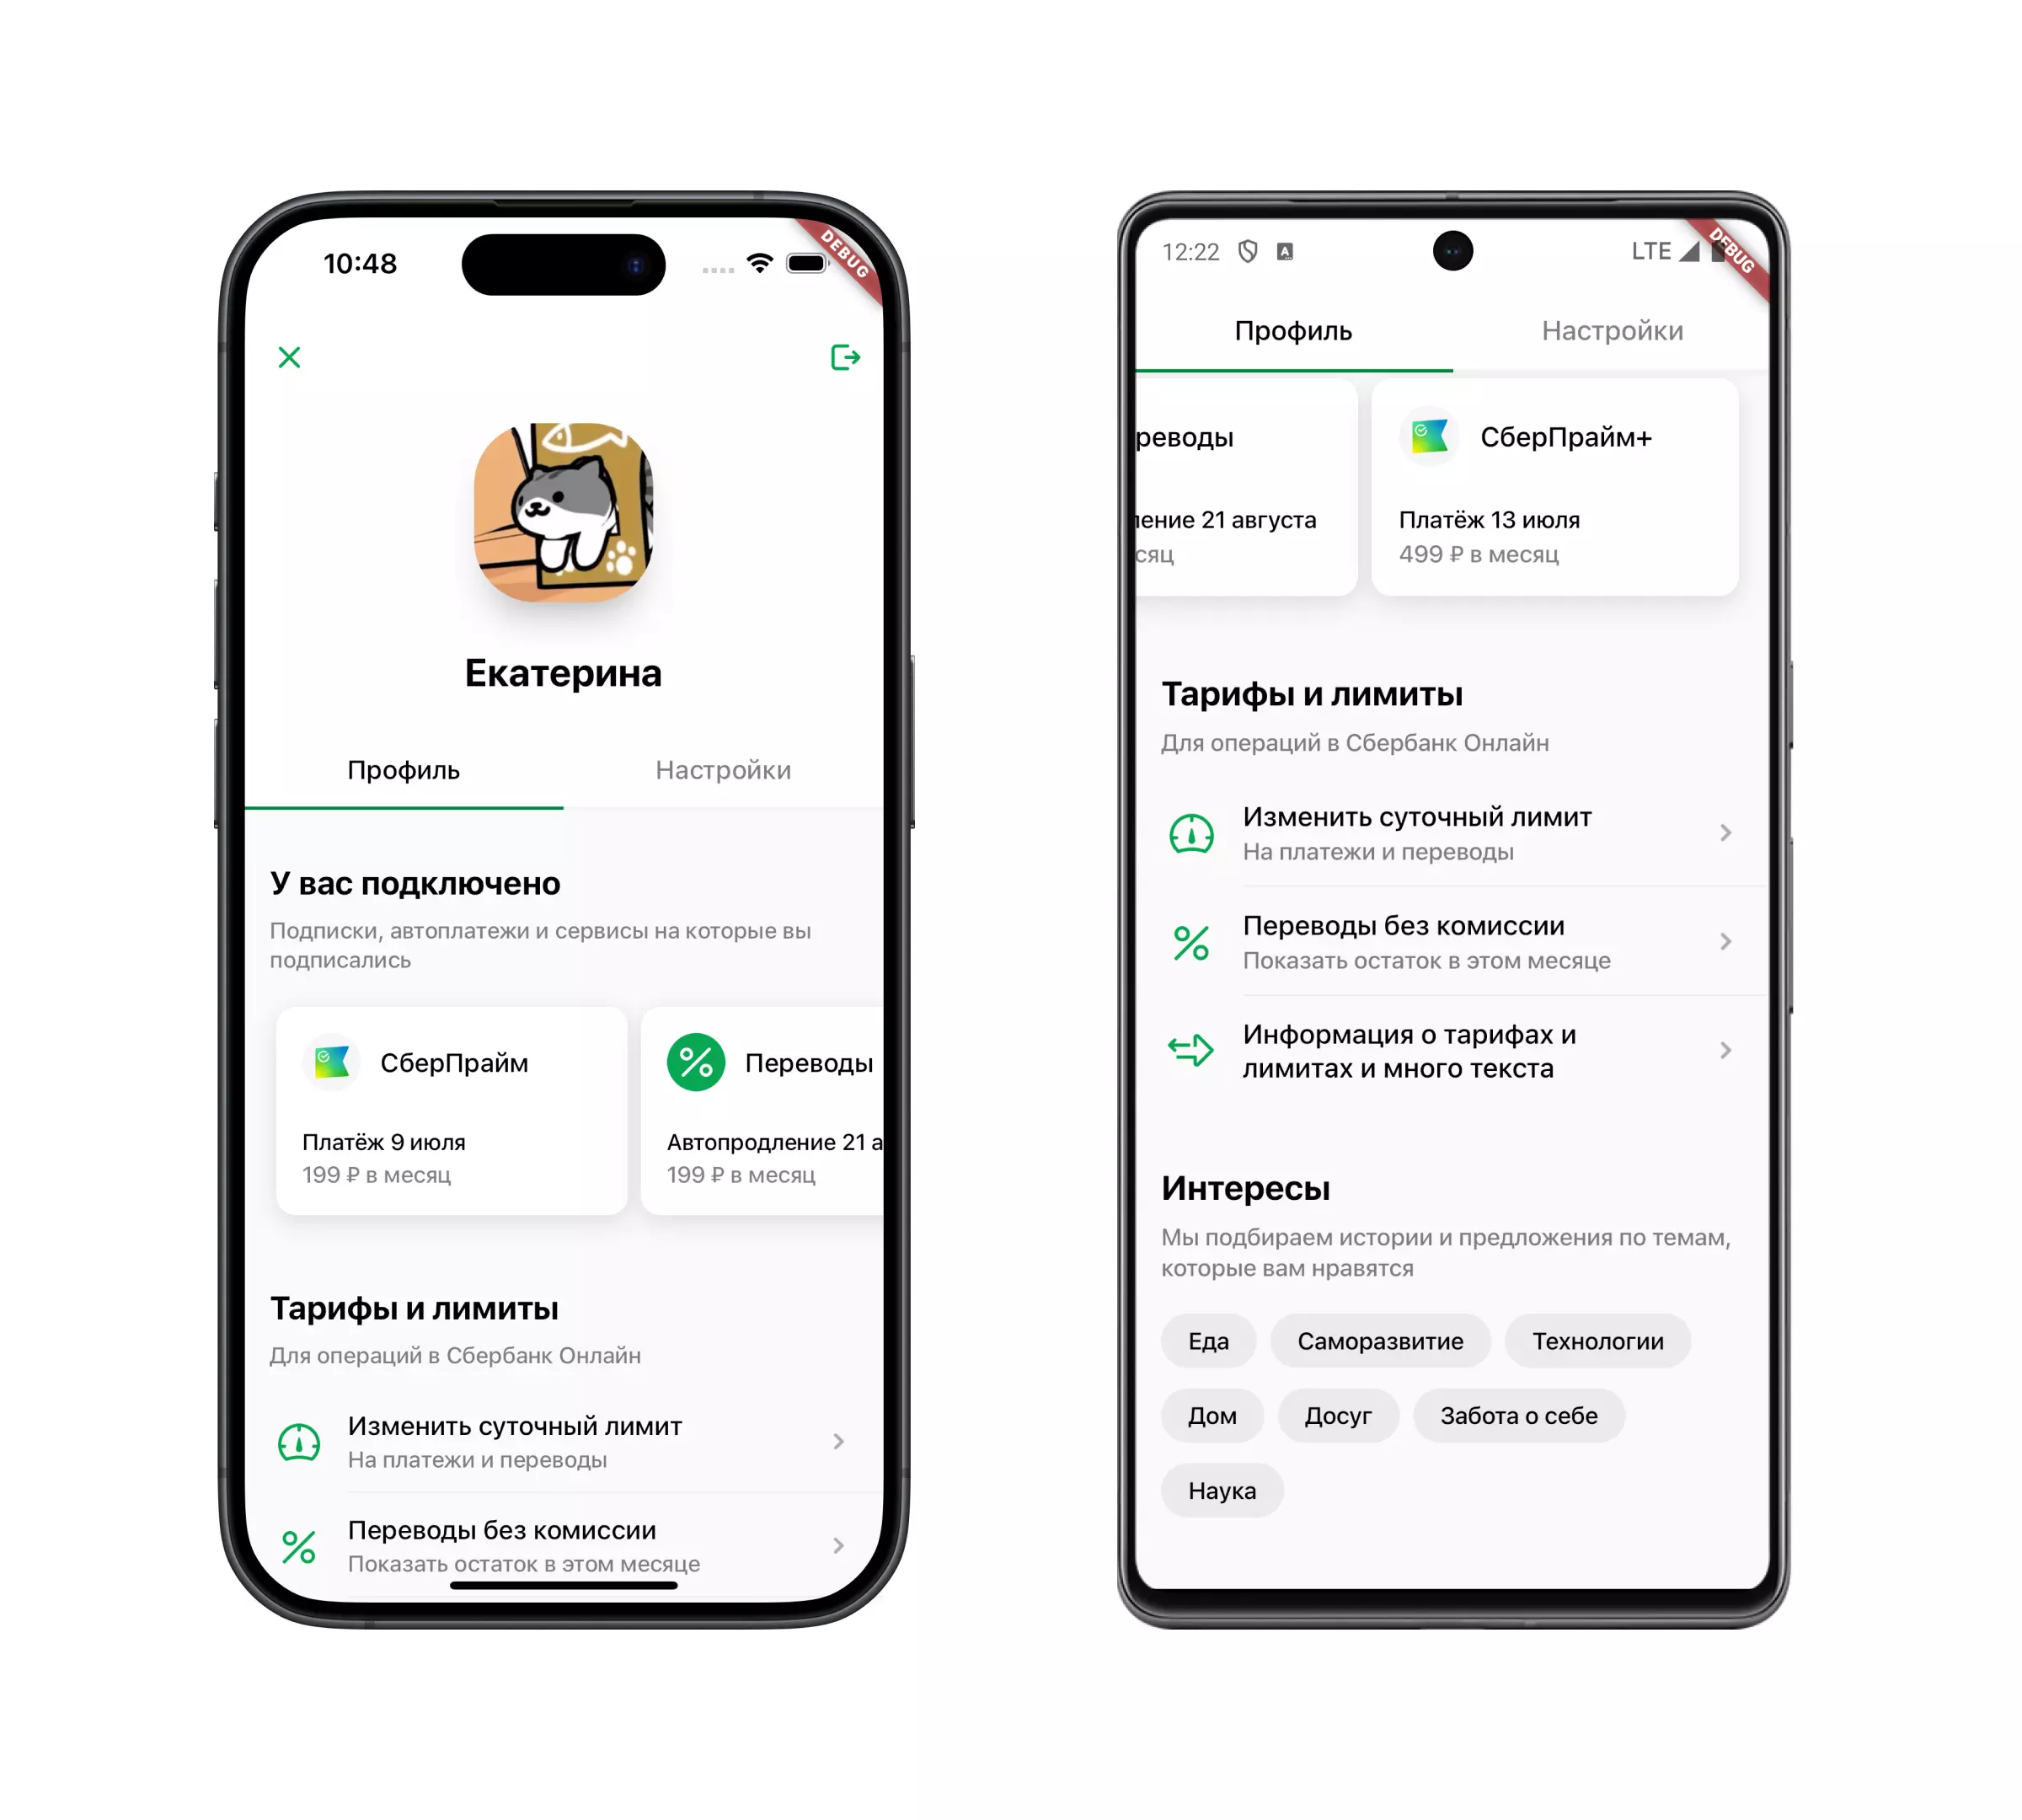 10:48
DEBUG
Екатерина
Профиль
Настройки
У вас подключено
Подписки, автоплатежи и сервисы на которые вы
подписались
СберПрайм
Переводы
Платёж 9 июля
Автопродление 21 а
199 ₽ в месяц
199 ₽ в месяц
Тарифы и лимиты
Для операций в Сбербанк Онлайн
Изменить суточный лимит
На платежи и переводы
Переводы без комиссии
Показать остаток в этом месяце
12:22
A
LTE
DEBUG
Профиль
Настройки
реводы
СберПрайм+
ление 21 августа
Платёж 13 июля
сяц
499 ₽ в месяц
Тарифы и лимиты
Для операций в Сбербанк Онлайн
Изменить суточный лимит
На платежи и переводы
Переводы без комиссии
Показать остаток в этом месяце
Информация о тарифах и
лимитах и много текста
Интересы
Мы подбираем истории и предложения по темам,
которые вам нравятся
Еда
Саморазвитие
Технологии
Дом
Досуг
Забота о себе
Наука